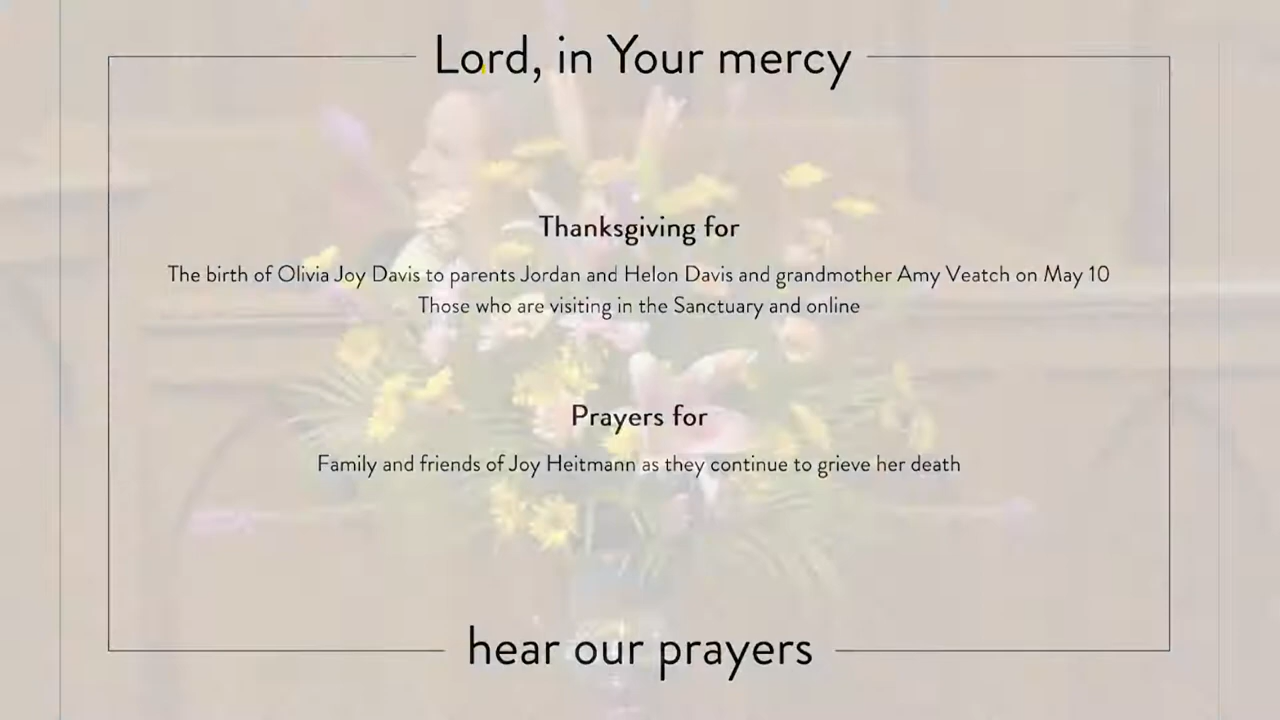 Lord, in Your mercy
Thanksgiving for
The birth of Olivia Joy Davis to parents Jordan and Helon Davis and grandmother Amy Veatch on May 10
Those who are visiting in the Sanctuary and online
Prayers for
Family and friends of Joy Heitmann as they continue to grieve her death
hear our prayers